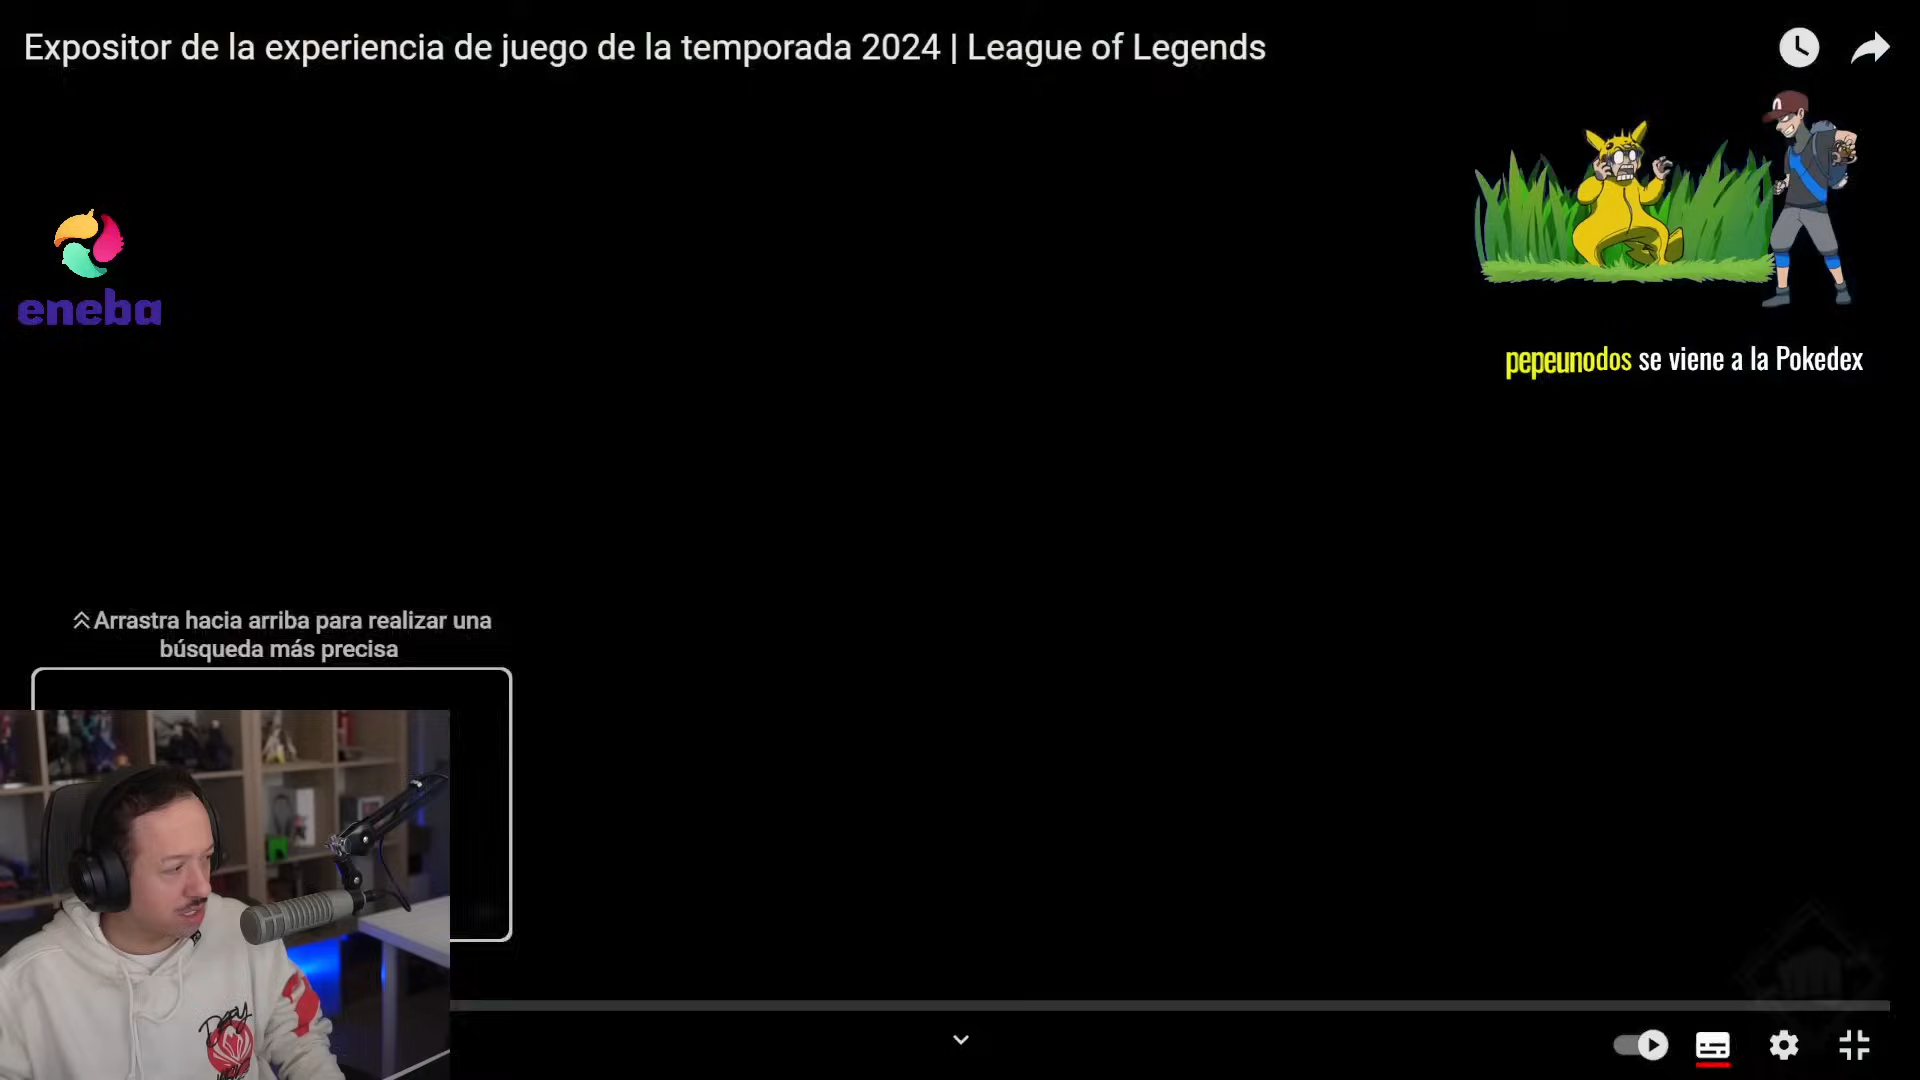 Expositor de la experiencia de juego de la temporada 2024 | League of Legends
eneba
pepeunodos se viene a la Pokedex
Arrastra hacia arriba para realizar una
búsqueda más precisa